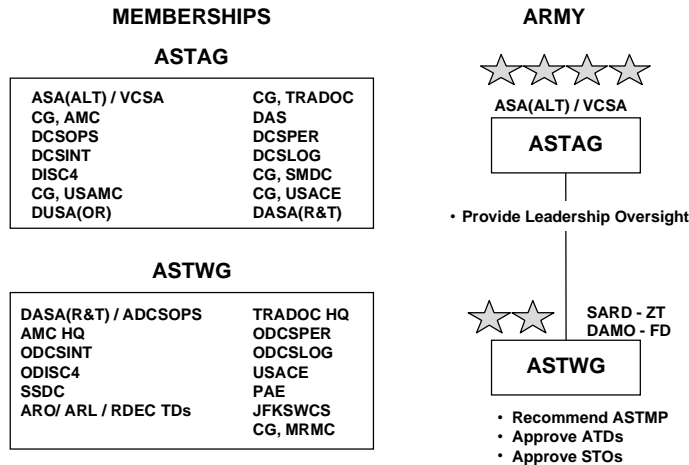 MEMBERSHIPS
ASTAG
ASA(ALT) / VCSA CG, TRADOC
CG, AMC DAS
DCSOPS DCSPER
DCSINT DCSLOG
DISC4 CG, SMDC
CG, USAMC CG, USACE
DUSA(OR) DASA(R&T)
ASTWG
DASA(R&T) / ADCSOPS TRADOC HQ
AMC HQ ODCSPER
ODCSINT ODCSLOG
ODISC4 USACE
SSDC PAE
ARO/ ARL / RDEC TDs JFKSWCS
CG, MRMC
ARMY
ASA(ALT) / VCSA
ASTAG
• Provide Leadership Oversight
SARD - ZT
DAMO - FD
ASTWG
• Recommend ASTMP
• Approve ATDs
• Approve STOs